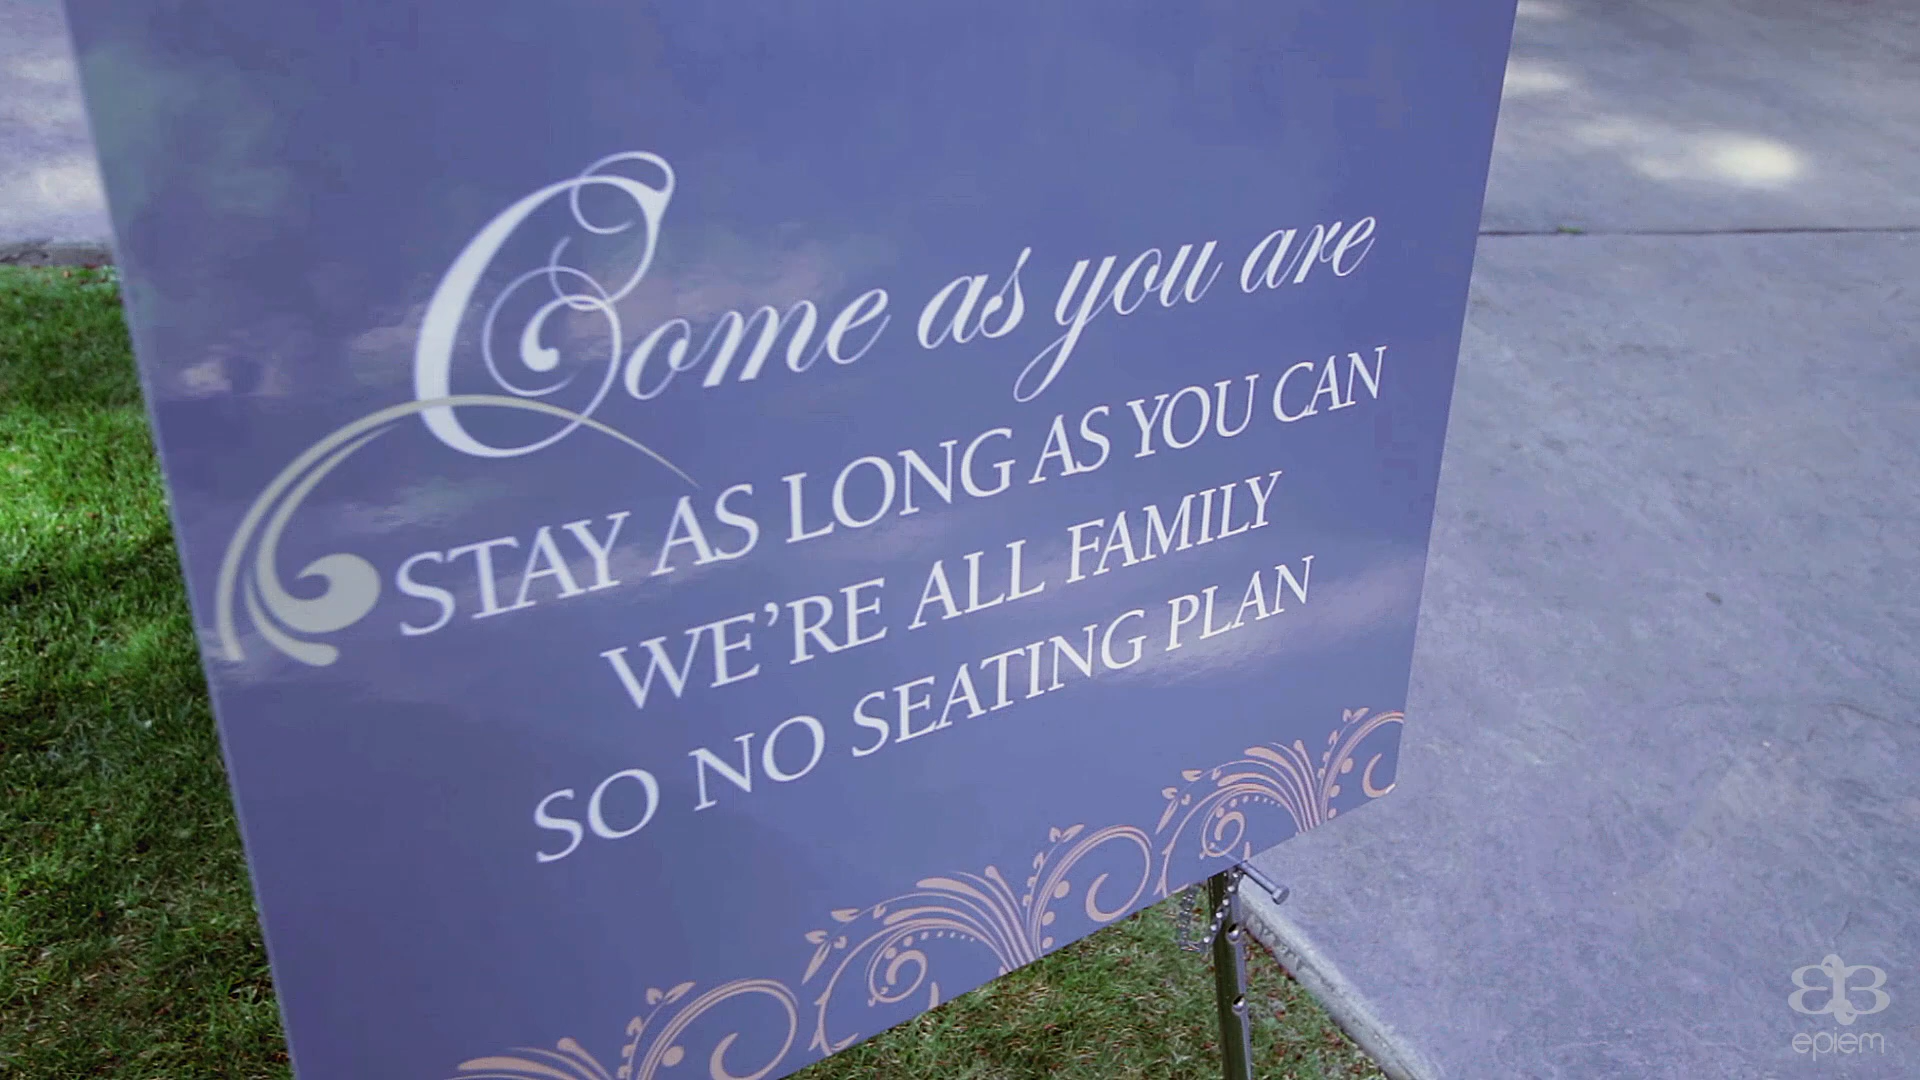 Come as you are
STAY AS LONG AS YOU CAN
WE'RE ALL FAMILY
SO NO SEATING PLAN
epiem